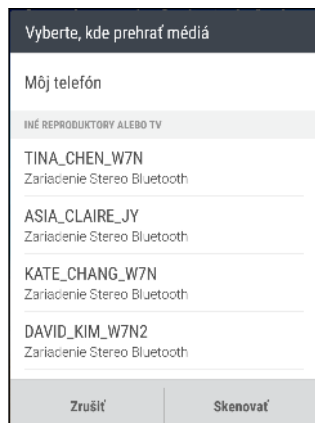 Vyberte, kde prehrať médiá
Môj telefón
INÉ REPRODUKTORY ALEBO TV
TINA_CHEN_W7N
Zariadenie Stereo Bluetooth
ASIA_CLAIRE_JY
Zariadenie Stereo Bluetooth
KATE_CHANG_W7N
Zariadenie Stereo Bluetooth
DAVID_KIM_W7N2
Zariadenie Stereo Bluetooth
Zrušiť Skenovať